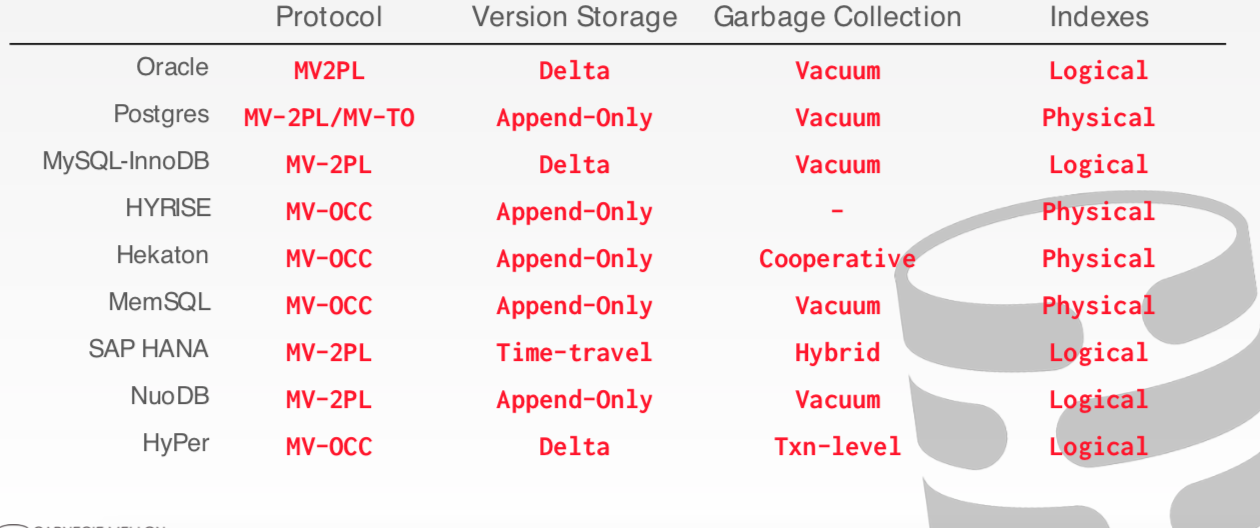 Protocol Version Storage Garbage Collection Indexes
Oracle MV2PL Delta Vacuum Logical
Postgres MV-2PL/MV-TO Append-Only Vacuum Physical
MySQL-InnoDB MV-2PL Delta Vacuum Logical
HYRISE MV-OCC Append-Only – Physical
Hekaton MV-OCC Append-Only Cooperative Physical
MemSQL MV-OCC Append-Only Vacuum Physical
SAP HANA MV-2PL Time-travel Hybrid Logical
NuoDB MV-2PL Append-Only Vacuum Logical
HyPer MV-OCC Delta Txn-level Logical